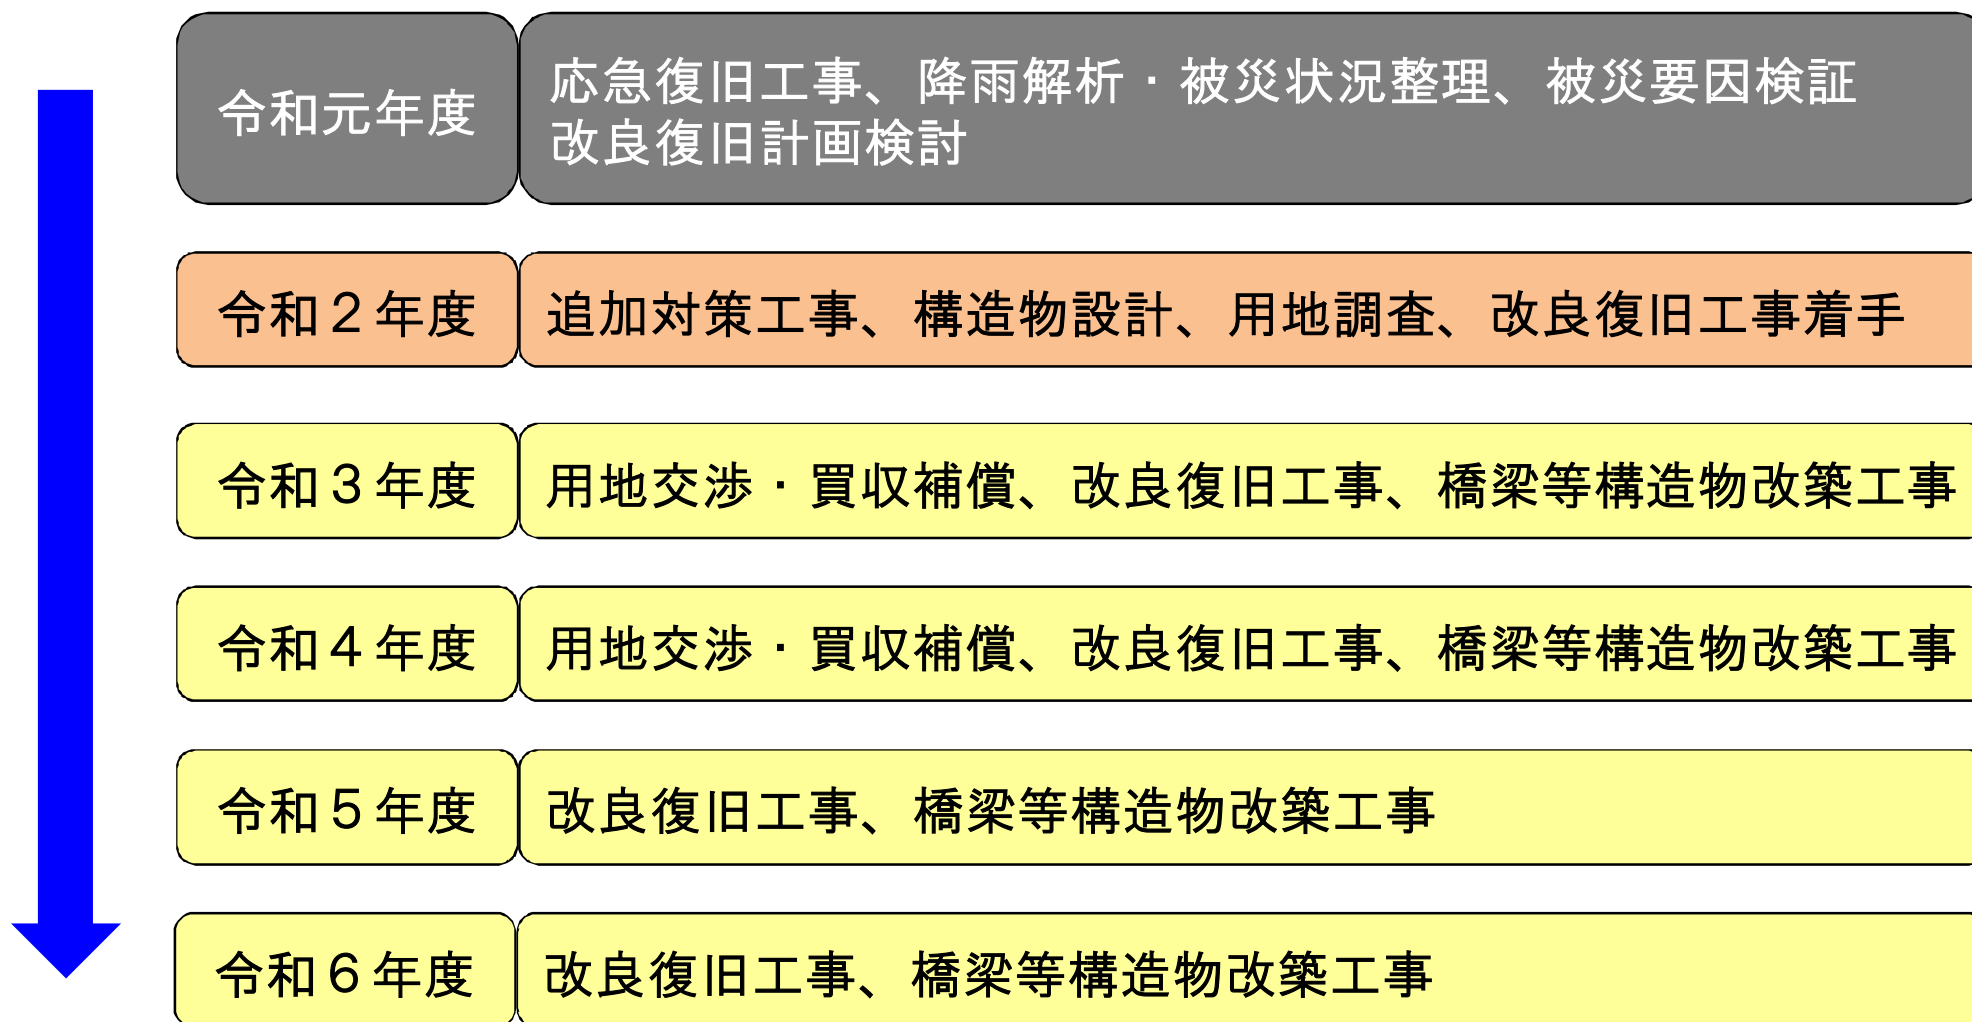 令和元年度
応急復旧工事、降雨解析・被災状況整理、被災要因検証
改良復旧計画検討
令和２年度
追加対策工事、構造物設計、用地調査、改良復旧工事着手
令和３年度
用地交渉・買収補償、改良復旧工事、橋梁等構造物改築工事
令和４年度
用地交渉・買収補償、改良復旧工事、橋梁等構造物改築工事
令和５年度
改良復旧工事、橋梁等構造物改築工事
令和６年度
改良復旧工事、橋梁等構造物改築工事